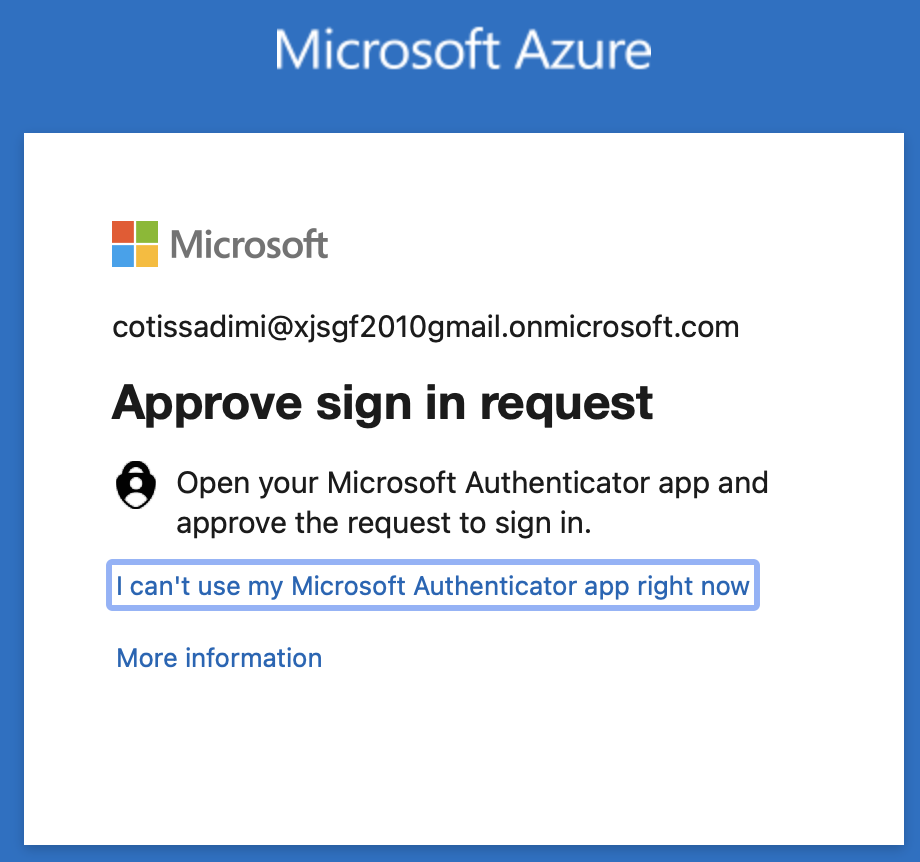 Microsoft Azure
Microsoft
cotissadimi@xjsgf2010gmail.onmicrosoft.com
Approve sign in request
Open your Microsoft Authenticator app and
approve the request to sign in.
I can't use my Microsoft Authenticator app right now
More information